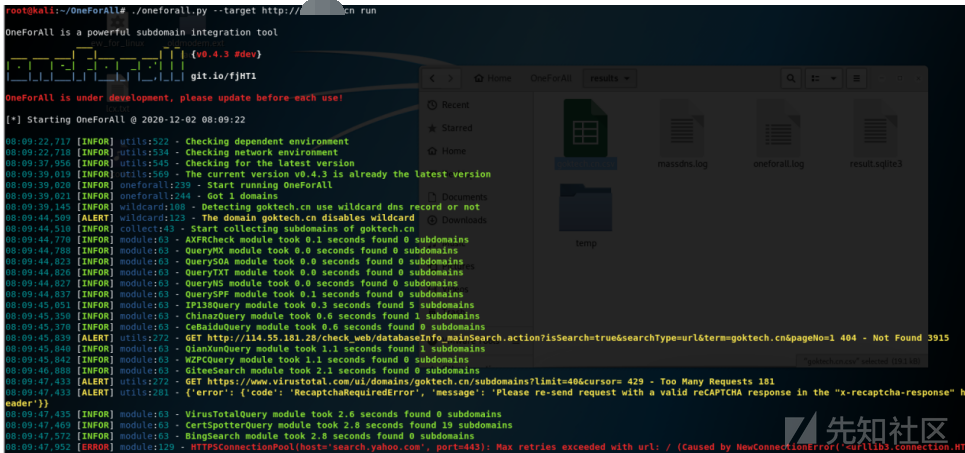 root@kali:~/OneForAll# ./oneforall.py --target http:// cn run
OneForAll is a powerful subdomain integration tool
{v0.4.3 #dev}
git.io/fjHT1
OneForAll is under development, please update before each use!
[*] Starting OneForAll @ 2020-12-02 08:09:22
08:09:22,717 [INFOR] utils:522 - Checking dependent environment
08:09:22,718 [INFOR] utils:534 - Checking network environment
08:09:37,956 [INFOR] utils:545 - Checking for the latest version
08:09:39,019 [INFOR] utils:569 - The current version v0.4.3 is already the latest version
08:09:39,020 [INFOR] oneforall:239 - Start running OneForAll
08:09:39,021 [INFOR] oneforall:244 - Got 1 domains
08:09:39,145 [INFOR] wildcard:108 - Detecting goktech.cn use wildcard dns record or not
08:09:44,509 [ALERT] wildcard:123 - The domain goktech.cn disables wildcard
08:09:44,510 [INFOR] collect:43 - Start collecting subdomains of goktech.cn
08:09:44,770 [INFOR] module:63 - AXFRCheck module took 0.1 seconds found 0 subdomains
08:09:44,788 [INFOR] module:63 - QueryMX module took 0.0 seconds found 0 subdomains
08:09:44,823 [INFOR] module:63 - QuerySOA module took 0.0 seconds found 0 subdomains
08:09:44,826 [INFOR] module:63 - QueryTXT module took 0.0 seconds found 0 subdomains
08:09:44,827 [INFOR] module:63 - QueryNS module took 0.0 seconds found 0 subdomains
08:09:44,837 [INFOR] module:63 - QuerySPF module took 0.1 seconds found 0 subdomains
08:09:45,051 [INFOR] module:63 - IP138Query module took 0.3 seconds found 5 subdomains
08:09:45,350 [INFOR] module:63 - ChinazQuery module took 0.6 seconds found 1 subdomains
08:09:45,370 [INFOR] module:63 - CeBaiduQuery module took 0.6 seconds found 0 subdomains
08:09:45,839 [ALERT] utils:272 - GET http://114.55.181.28/check_web/databaseInfo_mainSearch.action?isSearch=true&searchType=url&term=goktech.cn&pageNo=1 404 - Not Found 3915
08:09:45,840 [INFOR] module:63 - QianXunQuery module took 1.1 seconds found 1 subdomains
08:09:45,842 [INFOR] module:63 - WZPCQuery module took 1.1 seconds found 0 subdomains
08:09:46,888 [INFOR] module:63 - GiteeSearch module took 2.1 seconds found 0 subdomains
08:09:47,433 [ALERT] utils:272 - GET https://www.virustotal.com/ui/domains/goktech.cn/subdomains?limit=40&cursor= 429 - Too Many Requests 181
08:09:47,433 [ALERT] utils:281 - {'error': {'code': 'RecaptchaRequiredError', 'message': 'Please re-send request with a valid reCAPTCHA response in the "x-recaptcha-response" h
eader'}}
08:09:47,435 [INFOR] module:63 - VirusTotalQuery module took 2.6 seconds found 0 subdomains
08:09:47,469 [INFOR] module:63 - CertSpotterQuery module took 2.8 seconds found 19 subdomains
08:09:47,572 [INFOR] module:63 - BingSearch module took 2.8 seconds found 0 subdomains
08:09:47,952 [ERROR] module:129 - HTTPSConnectionPool(host='search.yahoo.com', port=443): Max retries exceeded with url: / (Caused by NewConnectionError('<urllib3.connection.HT
Home OneForAll results
Recent
Starred
Home
Documents
Downloads
massdns.log
oneforall.log
result.sqlite3
temp
先知社区